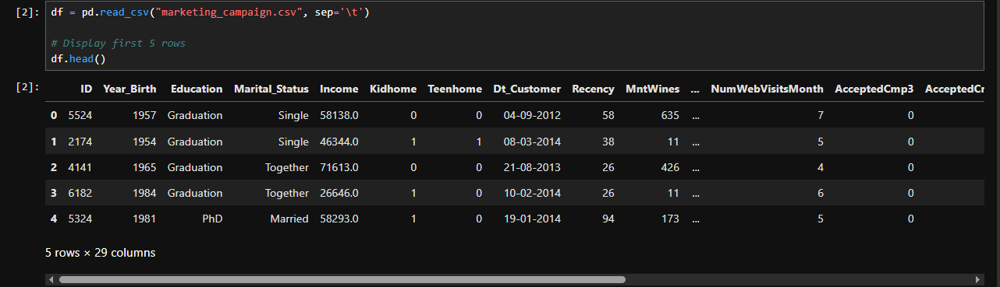 [2]: df = pd.read_csv("marketing_campaign.csv", sep='\t')
# Display first 5 rows
df.head()
[2]: ID Year_Birth Education Marital_Status Income Kidhome Teenhome Dt_Customer Recency MntWines ... NumWebVisitsMonth AcceptedCmp3 AcceptedCr
0 5524 1957 Graduation Single 58138.0 0 0 04-09-2012 58 635 ... 7 0
1 2174 1954 Graduation Single 46344.0 1 1 08-03-2014 38 11 ... 5 0
2 4141 1965 Graduation Together 71613.0 0 0 21-08-2013 26 426 ... 4 0
3 6182 1984 Graduation Together 26646.0 1 0 10-02-2014 26 11 ... 6 0
4 5324 1981 PhD Married 58293.0 1 0 19-01-2014 94 173 ... 5 0
5 rows × 29 columns